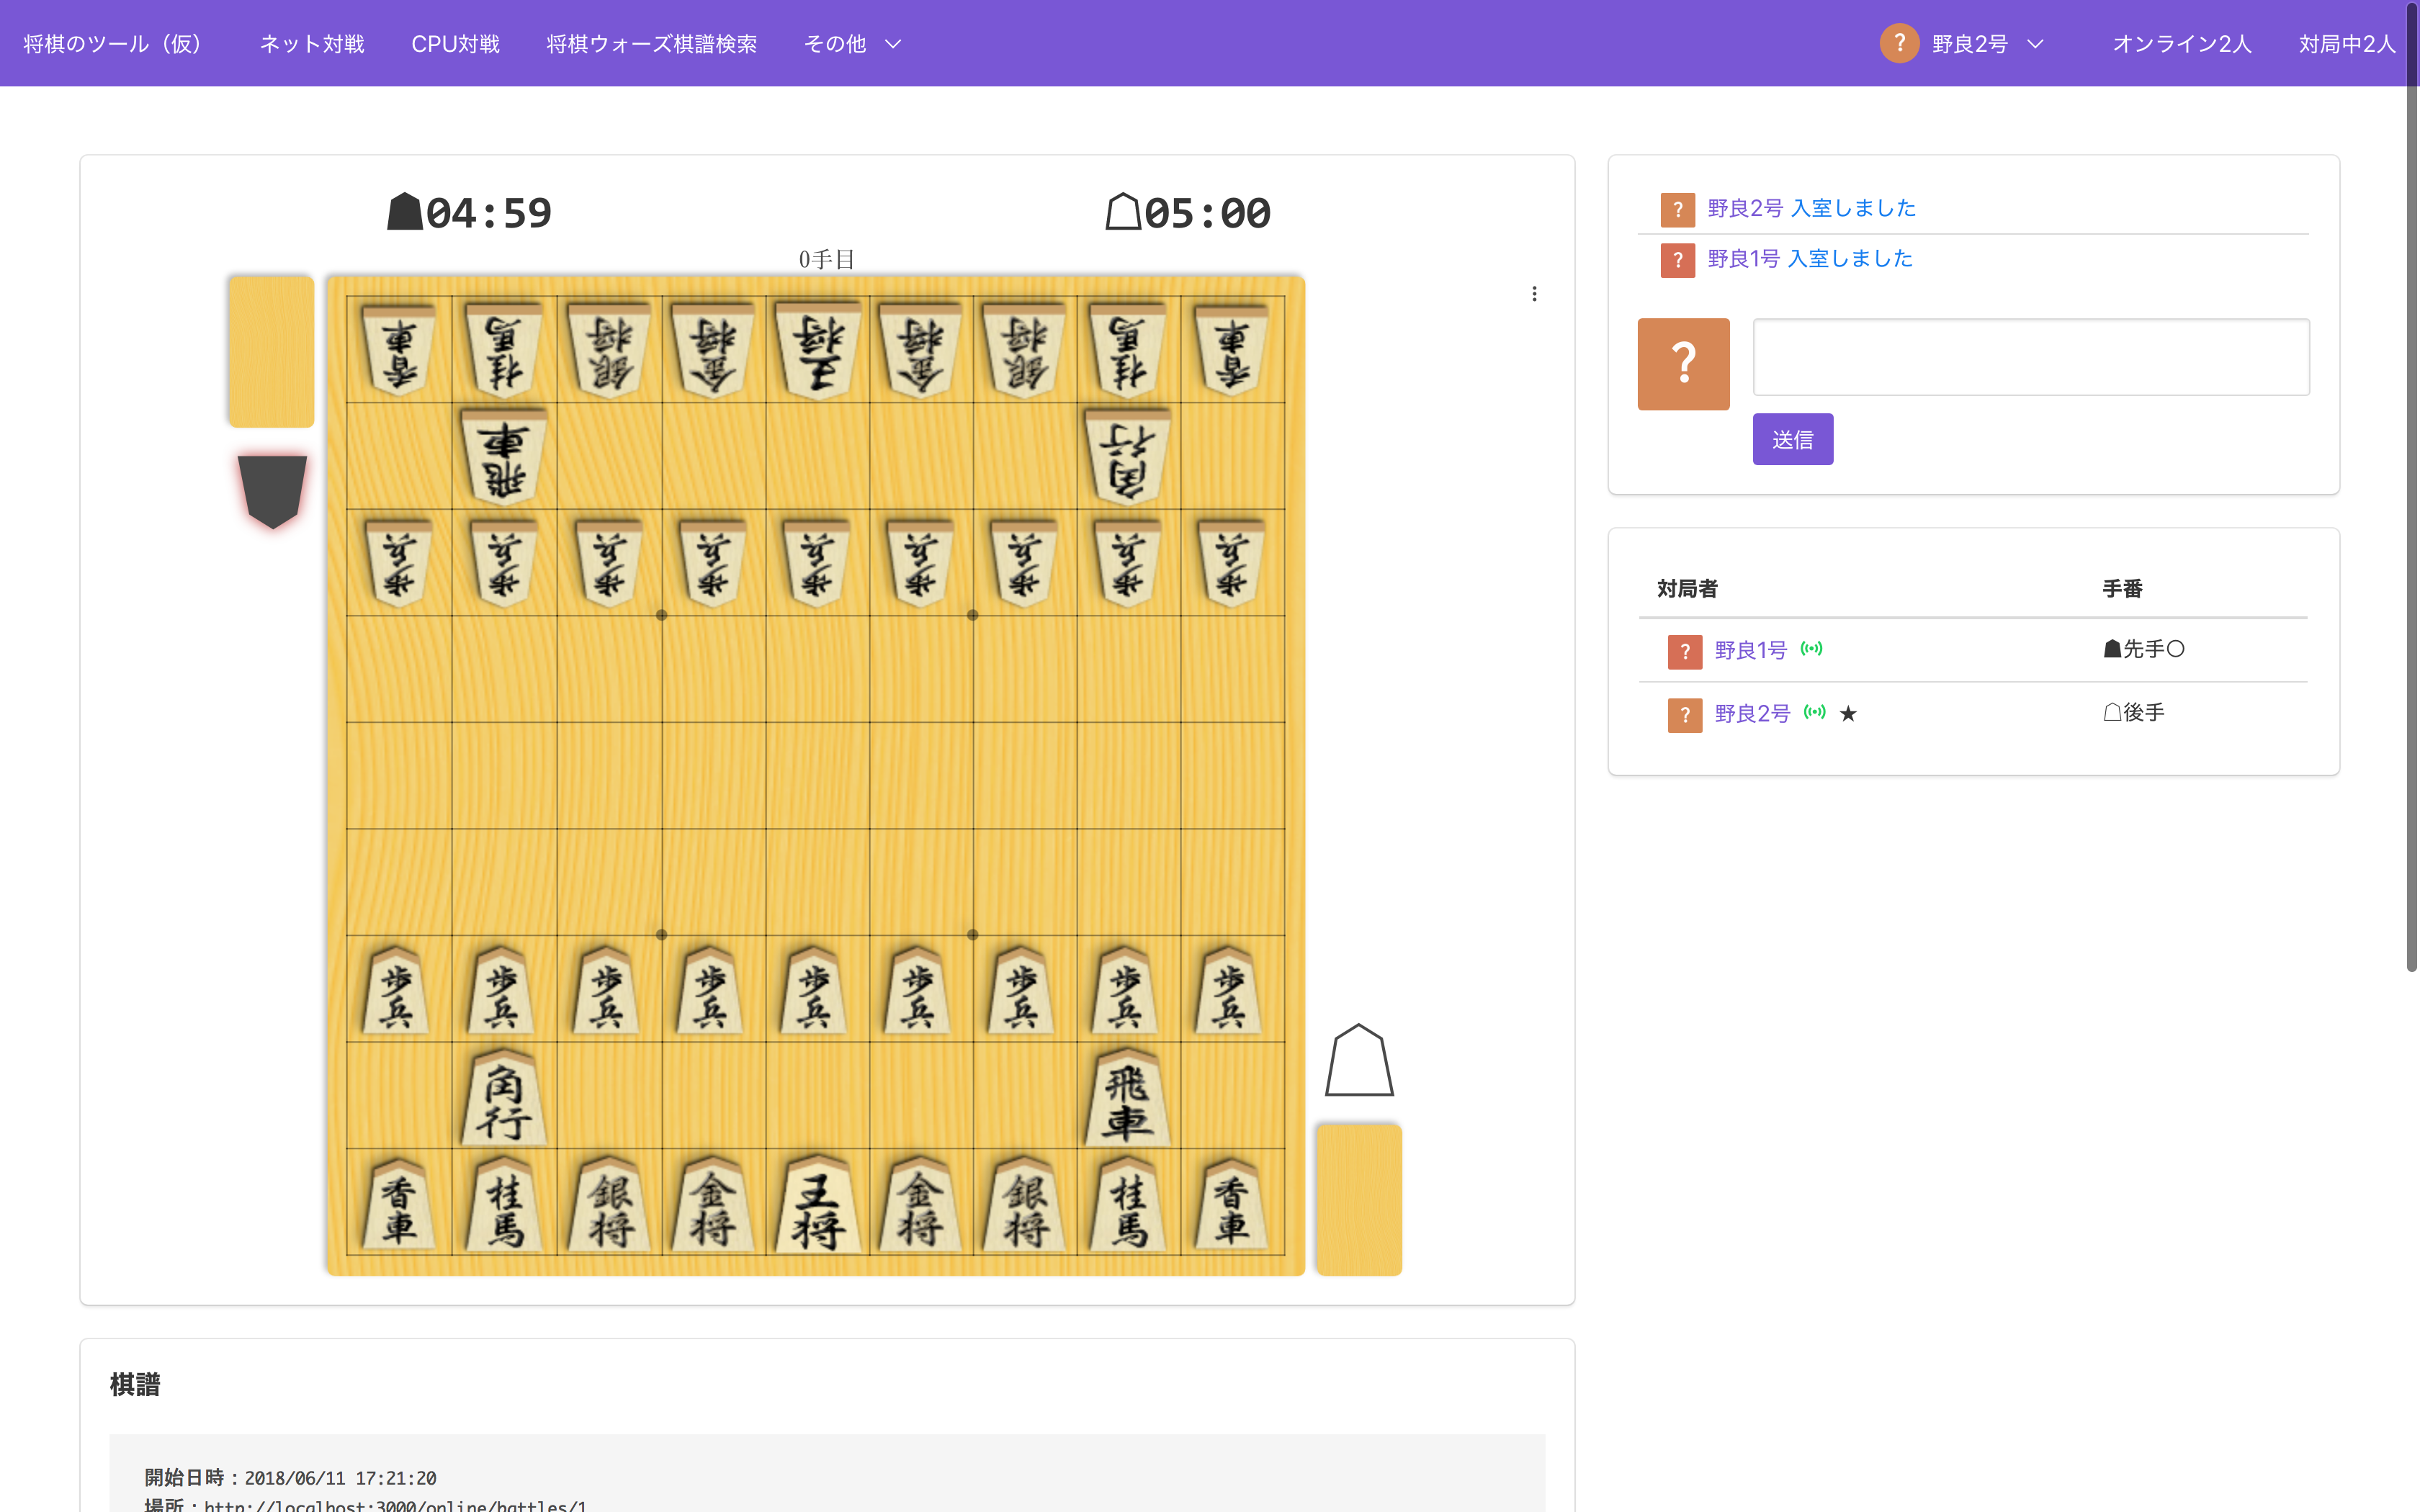 将棋のツール（仮） ネット対戦 CPU対戦 将棋ウォーズ棋譜検索 その他 ? 野良2号 オンライン2人 対局中2人
☗04:59 ☖05:00
0手目
香車 桂馬 銀将 金将 王将 金将 銀将 桂馬 香車
飛車 角行
歩兵 歩兵 歩兵 歩兵 歩兵 歩兵 歩兵 歩兵 歩兵
歩兵 歩兵 歩兵 歩兵 歩兵 歩兵 歩兵 歩兵 歩兵
角行 飛車
香車 桂馬 銀将 金将 王将 金将 銀将 桂馬 香車
? 野良2号 入室しました
? 野良1号 入室しました
?
送信
対局者 手番
? 野良1号 ☗先手○
? 野良2号 ★ ☖後手
棋譜
開始日時：2018/06/11 17:21:20
場所：http://localhost:3000/online/battles/1